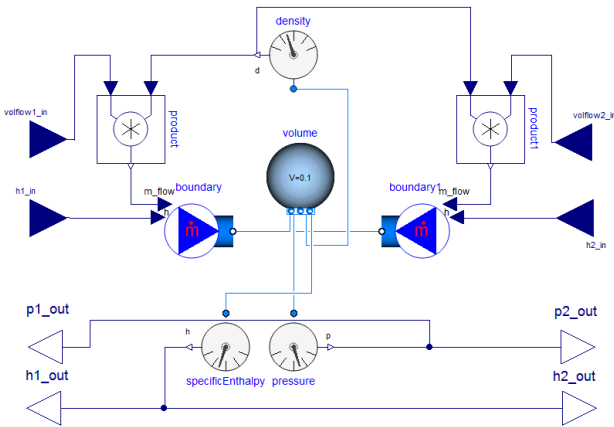 density
d
volflow1_in
volflow2_in
product
product1
volume
V=0.1
m_flow
m_flow
boundary
boundary1
h1_in
h
h
h2_in
ṁ
ṁ
p1_out
p2_out
h
p
h1_out
specificEnthalpy
pressure
h2_out